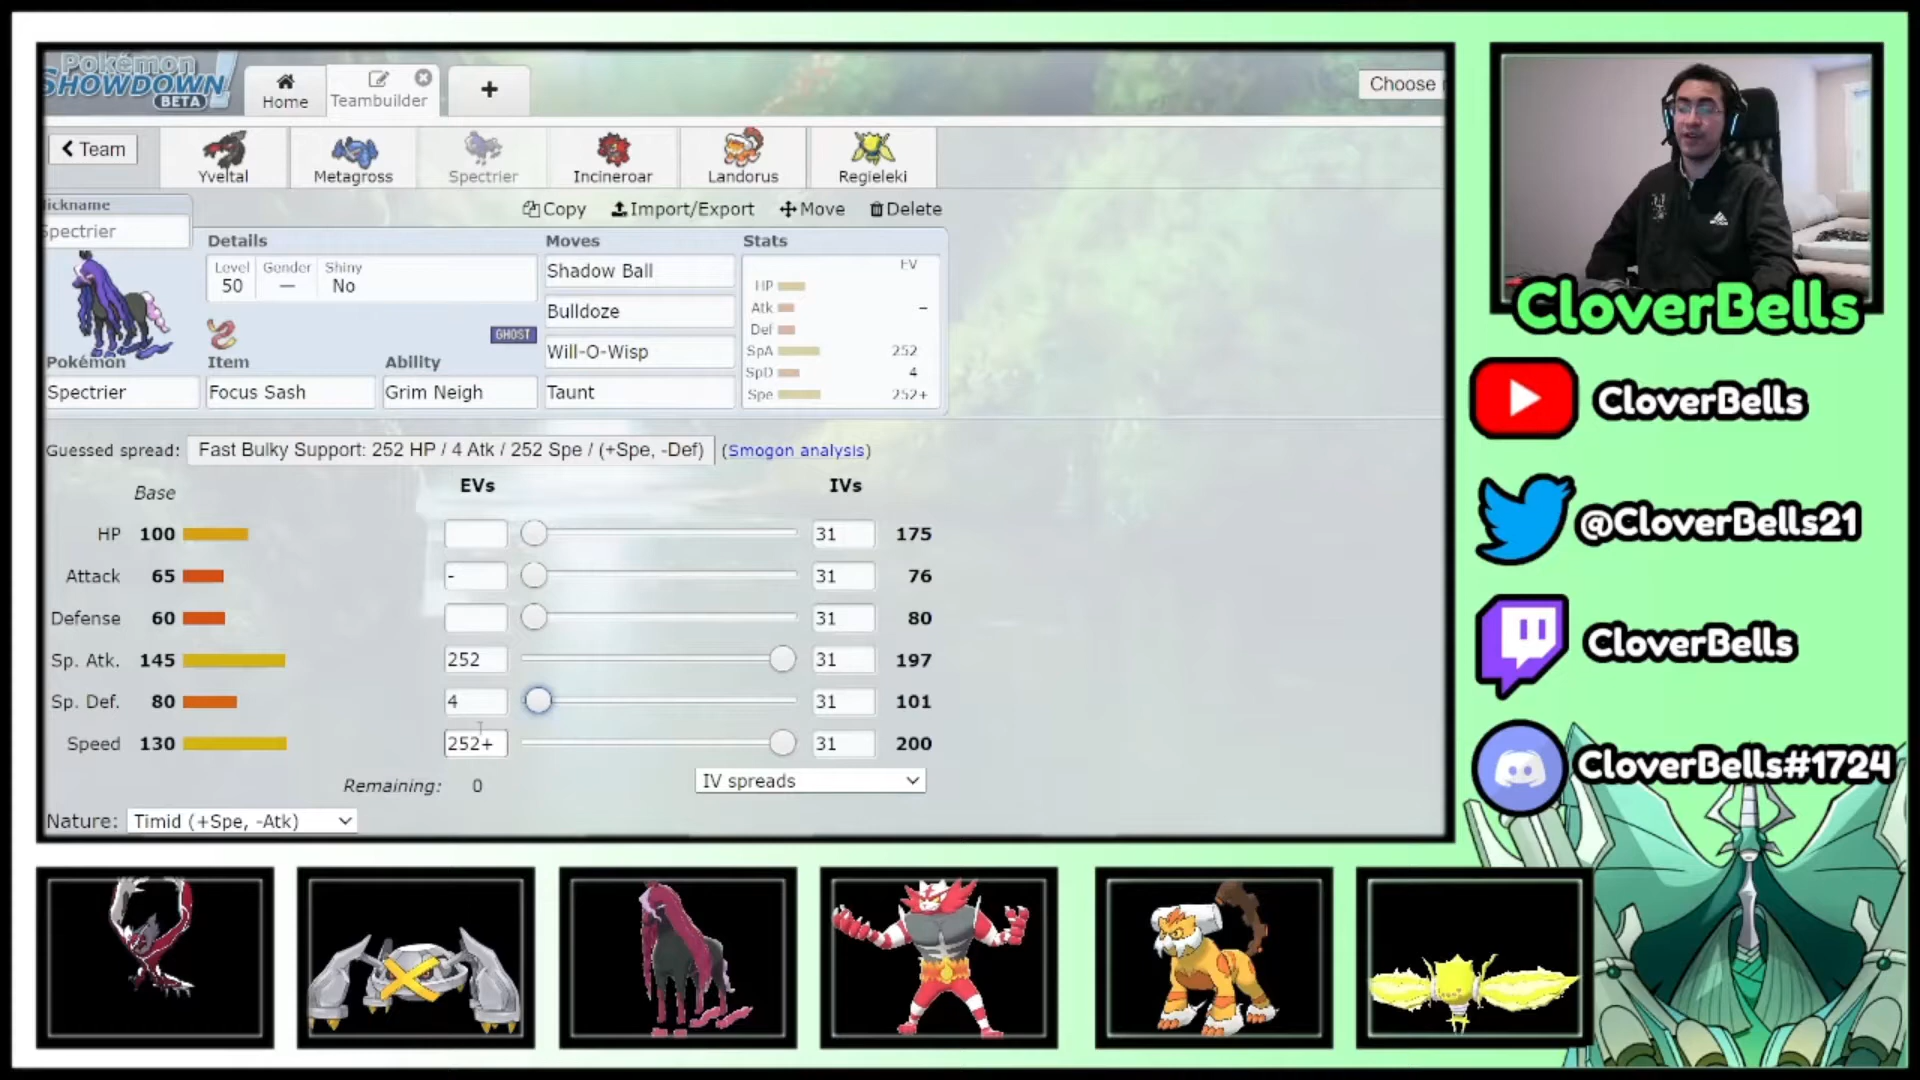 Pokémon
SHOWDOWN!
BETA
Home
Teambuilder
+
Choose
Team
Yveltal
Metagross
Spectrier
Incineroar
Landorus
Regieleki
Copy
Import/Export
Move
Delete
ickname
Spectrier
Details
Moves
Stats
Level
Gender
Shiny
50
—
No
Shadow Ball
Bulldoze
Will-O-Wisp
Taunt
EV
HP
Atk –
Def
SpA 252
SpD 4
Spe 252+
GHOST
Pokémon
Item
Ability
Spectrier
Focus Sash
Grim Neigh
Guessed spread: Fast Bulky Support: 252 HP / 4 Atk / 252 Spe / (+Spe, -Def) (Smogon analysis)
Base EVs IVs
HP 100 31 175
Attack 65 - 31 76
Defense 60 31 80
Sp. Atk. 145 252 31 197
Sp. Def. 80 4 31 101
Speed 130 252+ 31 200
Remaining: 0
IV spreads
Nature: Timid (+Spe, -Atk)
CloverBells
CloverBells
@CloverBells21
CloverBells
CloverBells#1724